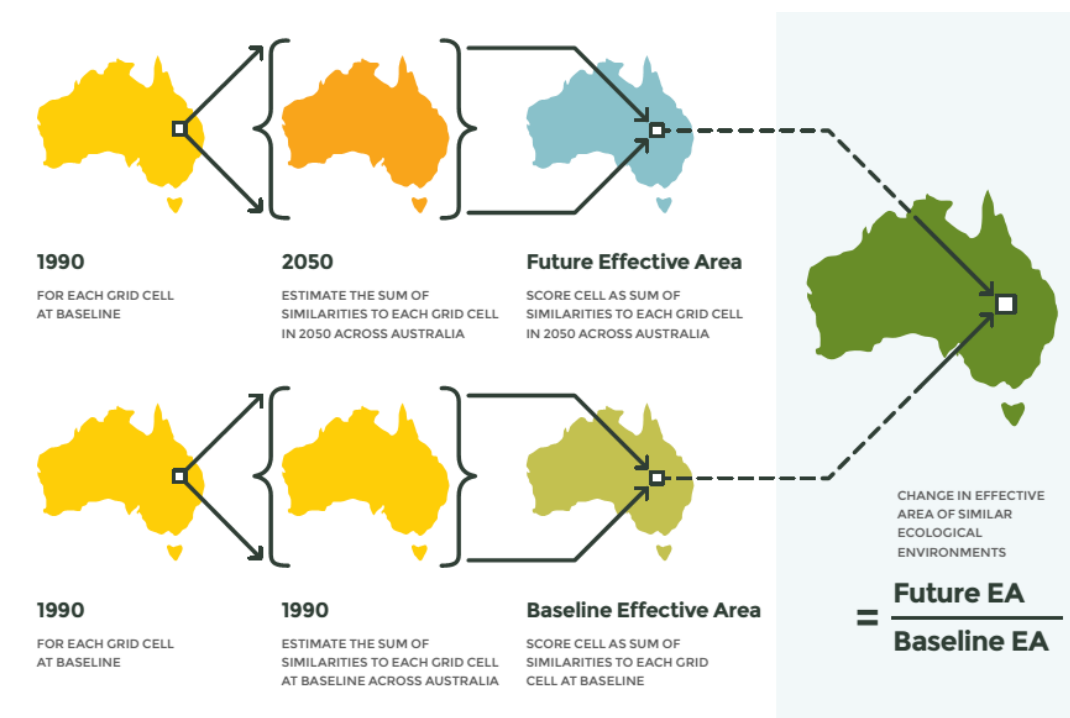 1990
FOR EACH GRID CELL
AT BASELINE
2050
ESTIMATE THE SUM OF
SIMILARITIES TO EACH GRID CELL
IN 2050 ACROSS AUSTRALIA
Future Effective Area
SCORE CELL AS SUM OF
SIMILARITIES TO EACH GRID CELL
IN 2050 ACROSS AUSTRALIA
1990
FOR EACH GRID CELL
AT BASELINE
1990
ESTIMATE THE SUM OF
SIMILARITIES TO EACH GRID CELL
AT BASELINE ACROSS AUSTRALIA
Baseline Effective Area
SCORE CELL AS SUM OF
SIMILARITIES TO EACH GRID
CELL AT BASELINE
CHANGE IN EFFECTIVE
AREA OF SIMILAR
ECOLOGICAL
ENVIRONMENTS
= Future EA
Baseline EA